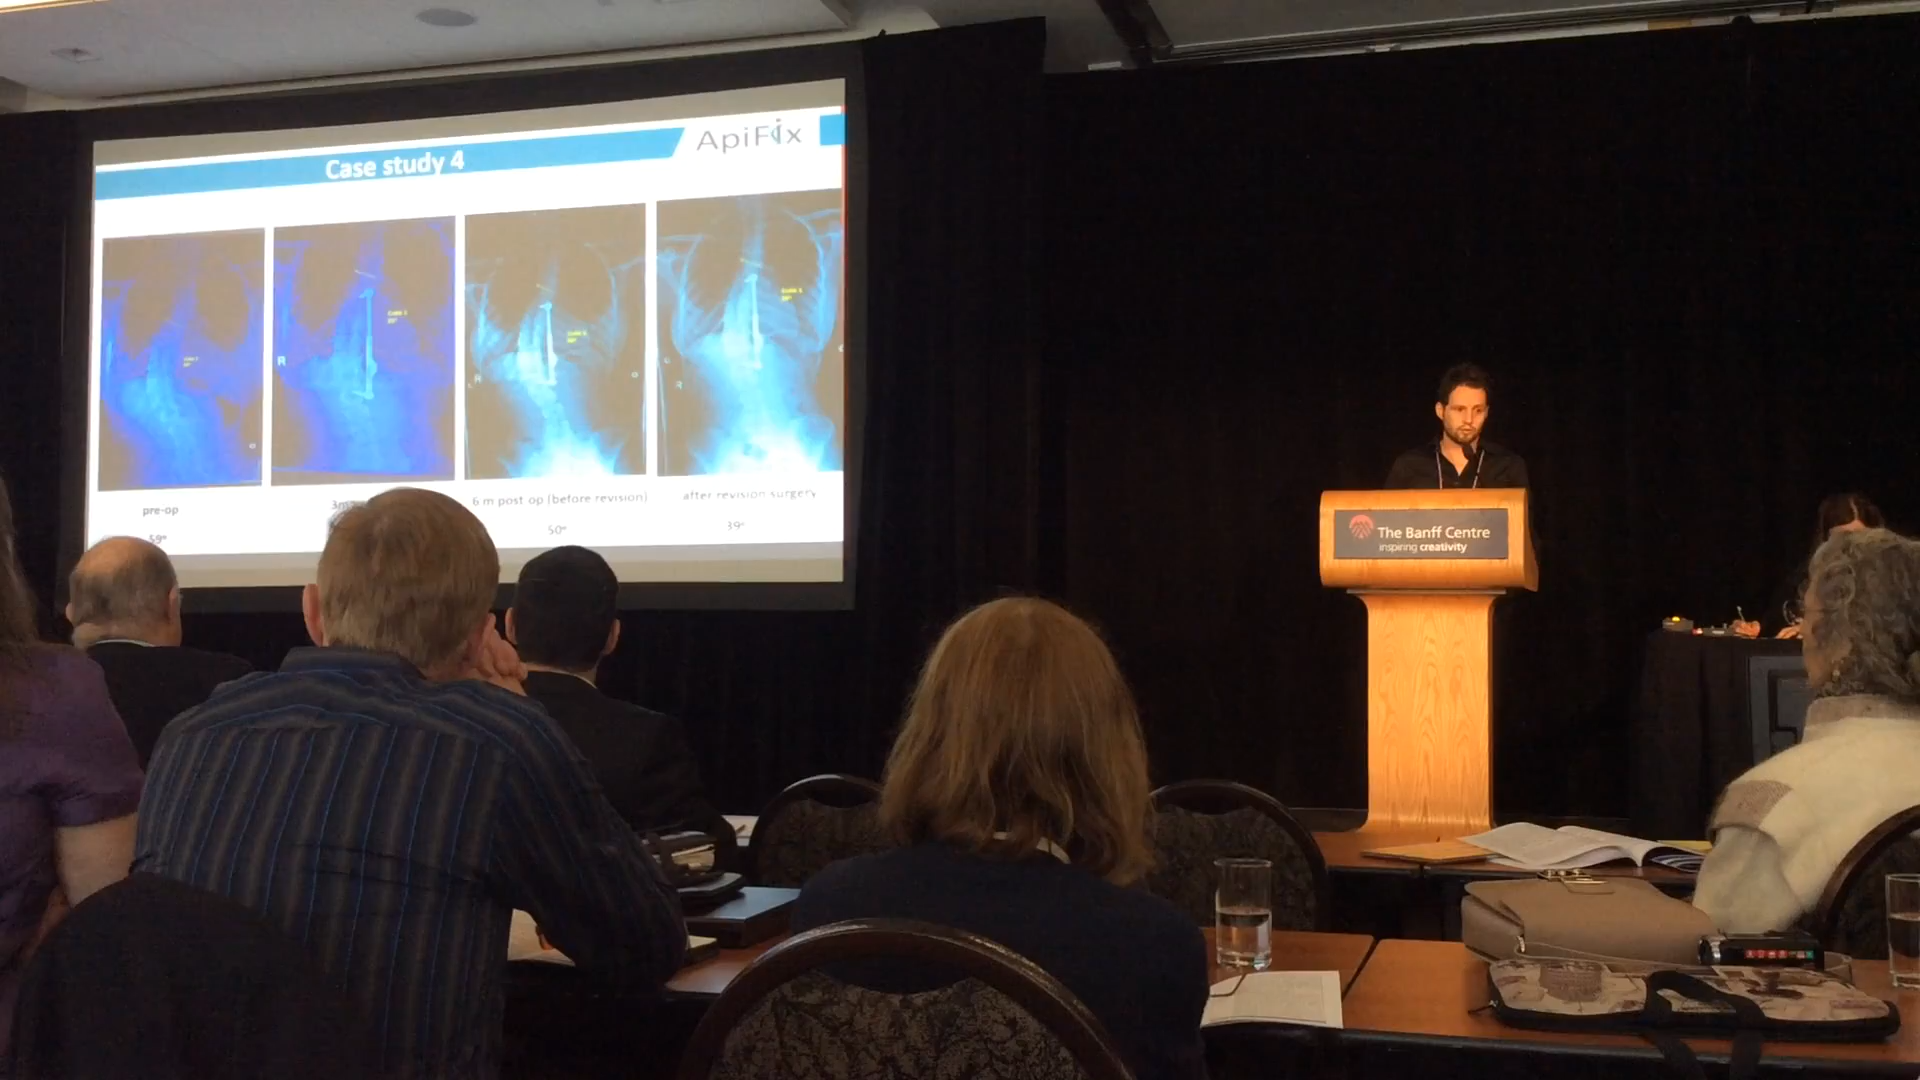 Case study 4
ApiFix
R
R
R
pre-op
6 m post op (before revision)
after revision surgery
59°
50°
39°
The Banff Centre
inspiring creativity